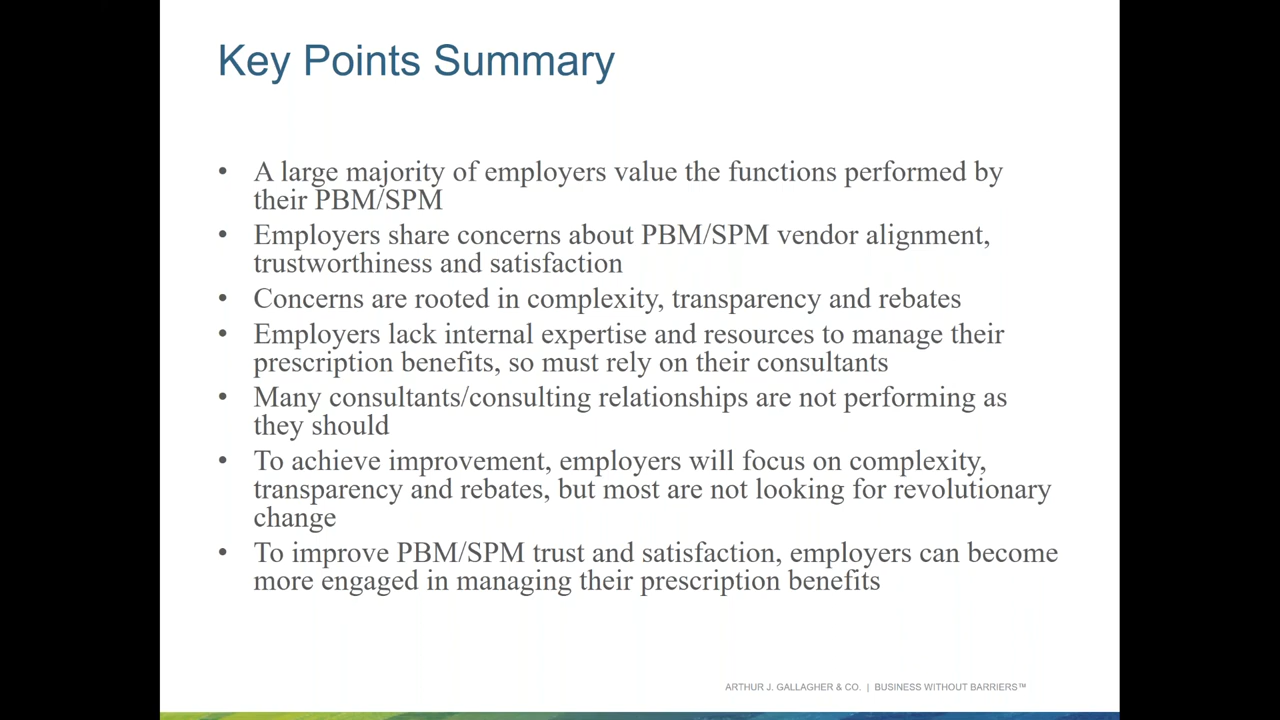 Key Points Summary
• A large majority of employers value the functions performed by
their PBM/SPM
• Employers share concerns about PBM/SPM vendor alignment,
trustworthiness and satisfaction
• Concerns are rooted in complexity, transparency and rebates
• Employers lack internal expertise and resources to manage their
prescription benefits, so must rely on their consultants
• Many consultants/consulting relationships are not performing as
they should
• To achieve improvement, employers will focus on complexity,
transparency and rebates, but most are not looking for revolutionary
change
• To improve PBM/SPM trust and satisfaction, employers can become
more engaged in managing their prescription benefits
ARTHUR J. GALLAGHER & CO. | BUSINESS WITHOUT BARRIERS™